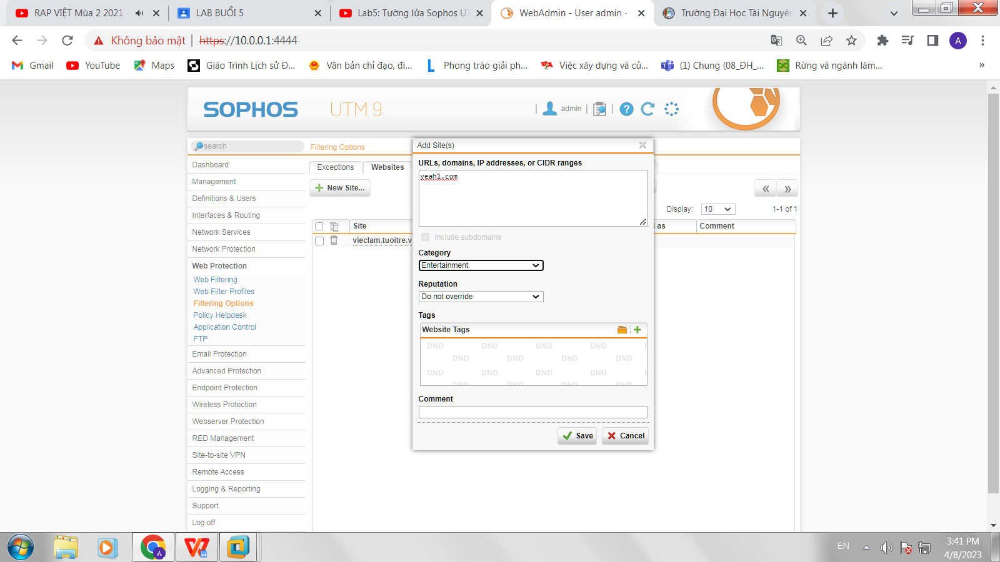 RAP VIỆT Mùa 2 2021 -
LAB BUỔI 5
Lab5: Tường lửa Sophos UT
WebAdmin - User admin -
Trường Đại Học Tài Nguyên
Không bảo mật
https://10.0.0.1:4444
A
Gmail
YouTube
Maps
Giáo Trình Lịch sử Đ...
Văn bản chỉ đạo, đi...
Phong trào giải ph...
Việc xây dựng và củ...
(1) Chung (08_ĐH_...
Rừng và ngành lâm...
»
SOPHOS
UTM 9
| admin | |
search
Filtering Options
Dashboard
Management
Definitions & Users
Interfaces & Routing
Network Services
Network Protection
Web Protection
Web Filtering
Web Filter Profiles
Filtering Options
Policy Helpdesk
Application Control
FTP
Email Protection
Advanced Protection
Endpoint Protection
Wireless Protection
Webserver Protection
RED Management
Site-to-site VPN
Remote Access
Logging & Reporting
Support
Log off
Exceptions
Websites
New Site...
« »
Display: 10
1-1 of 1
Site
as
Comment
vieclam.tuoitre.v
Add Site(s)
URLs, domains, IP addresses, or CIDR ranges
yeah1.com
Include subdomains
Category
Entertainment
Reputation
Do not override
Tags
Website Tags
DND DND DND DND
DND DND DND DND
DND DND DND DND
DND DND DND DND
Comment
Save
Cancel
EN
3:41 PM
4/8/2023